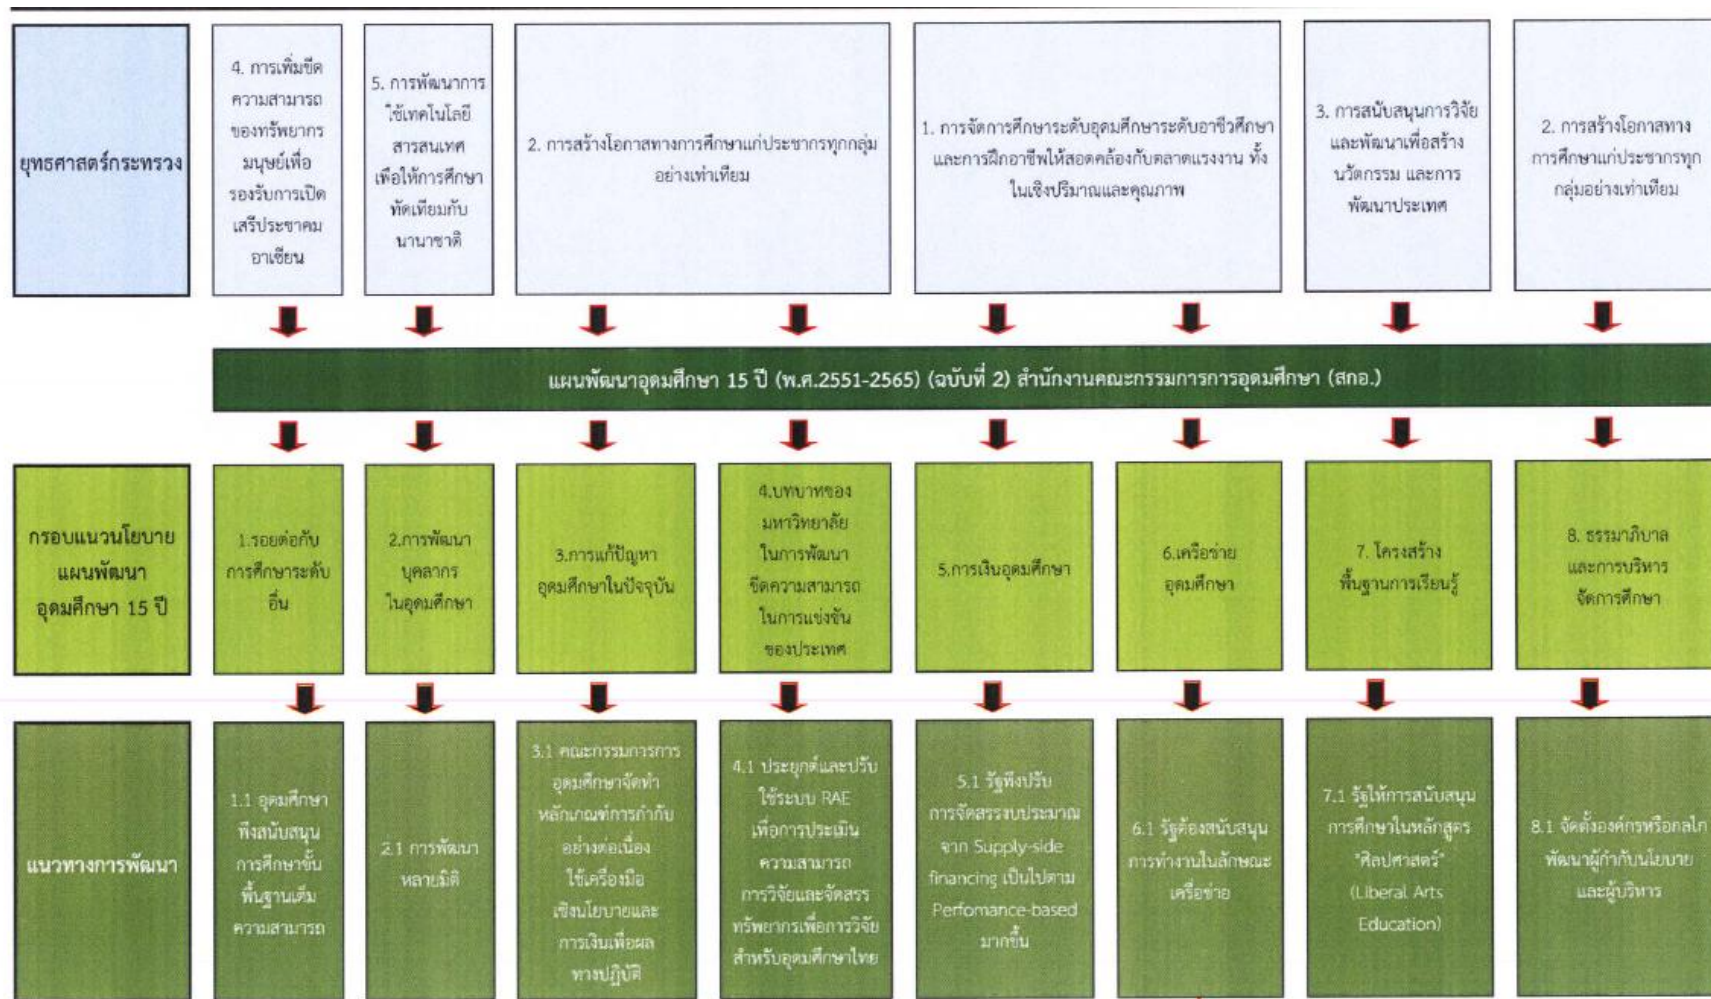 ยุทธศาสตร์กระทรวง
4. การเพิ่มขีด
ความสามารถ
ของทรัพยากร
มนุษย์เพื่อ
รองรับการเปิด
เสรีประชาคม
อาเซียน
5. การพัฒนาการ
ใช้เทคโนโลยี
สารสนเทศ
เพื่อให้การศึกษา
ทัดเทียมกับ
นานาชาติ
2. การสร้างโอกาสทางการศึกษาแก่ประชากรทุกกลุ่ม
อย่างเท่าเทียม
1. การจัดการศึกษาระดับอุดมศึกษาระดับอาชีวศึกษา
และการฝึกอาชีพให้สอดคล้องกับตลาดแรงงาน ทั้ง
ในเชิงปริมาณและคุณภาพ
3. การสนับสนุนการวิจัย
และพัฒนาเพื่อสร้าง
นวัตกรรม และการ
พัฒนาประเทศ
2. การสร้างโอกาสทาง
การศึกษาแก่ประชากรทุก
กลุ่มอย่างเท่าเทียม
แผนพัฒนาอุดมศึกษา 15 ปี (พ.ศ.2551-2565) (ฉบับที่ 2) สำนักงานคณะกรรมการการอุดมศึกษา (สกอ.)
กรอบแนวนโยบาย
แผนพัฒนา
อุดมศึกษา 15 ปี
1.รอยต่อกับ
การศึกษาระดับ
อื่น
2.การพัฒนา
บุคลากร
ในอุดมศึกษา
3.การแก้ปัญหา
อุดมศึกษาในปัจจุบัน
4.บทบาทของ
มหาวิทยาลัย
ในการพัฒนา
ขีดความสามารถ
ในการแข่งขัน
ของประเทศ
5.การเงินอุดมศึกษา
6.เครือข่าย
อุดมศึกษา
7. โครงสร้าง
พื้นฐานการเรียนรู้
8. ธรรมาภิบาล
และการบริหาร
จัดการศึกษา
แนวทางการพัฒนา
1.1 อุดมศึกษา
พึงสนับสนุน
การศึกษาขั้น
พื้นฐานเต็ม
ความสามารถ
2.1 การพัฒนา
หลายมิติ
3.1 คณะกรรมการการ
อุดมศึกษาจัดทำ
หลักเกณฑ์การกำกับ
อย่างต่อเนื่อง
ใช้เครื่องมือ
เชิงนโยบายและ
การเงินเพื่อผล
ทางปฏิบัติ
4.1 ประยุกต์และปรับ
ใช้ระบบ RAE
เพื่อการประเมิน
ความสามารถ
การวิจัยและจัดสรร
ทรัพยากรเพื่อการวิจัย
สำหรับอุดมศึกษาไทย
5.1 รัฐพึงปรับ
การจัดสรรงบประมาณ
จาก Supply-side
financing เป็นไปตาม
Perfomance-based
มากขึ้น
6.1 รัฐต้องสนับสนุน
การทำงานในลักษณะ
เครือข่าย
7.1 รัฐให้การสนับสนุน
การศึกษาในหลักสูตร
"ศิลปศาสตร์"
(Liberal Arts
Education)
8.1 จัดตั้งองค์กรหรือกลไก
พัฒนาผู้กำกับนโยบาย
และผู้บริหาร